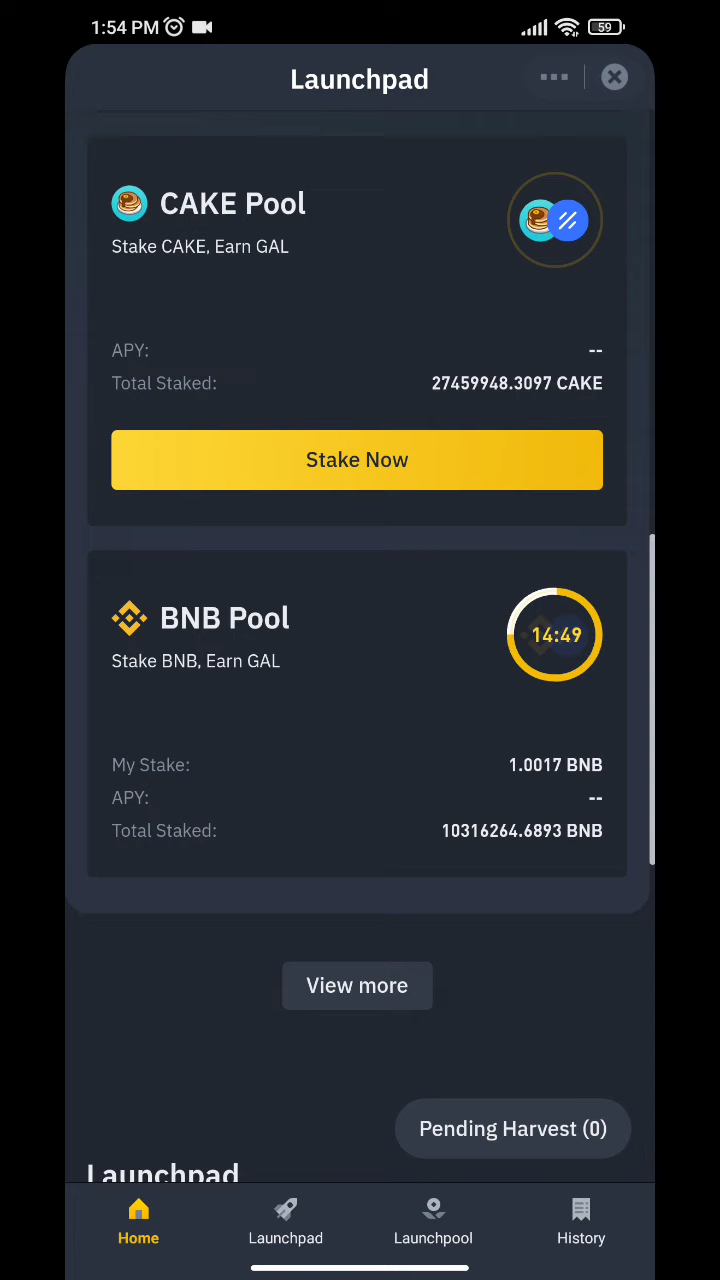 1:54 PM
59
Launchpad
CAKE Pool
Stake CAKE, Earn GAL
APY: --
Total Staked: 27459948.3097 CAKE
Stake Now
BNB Pool
14:49
Stake BNB, Earn GAL
My Stake: 1.0017 BNB
APY: --
Total Staked: 10316264.6893 BNB
View more
Pending Harvest (0)
Launchpad
Home Launchpad Launchpool History